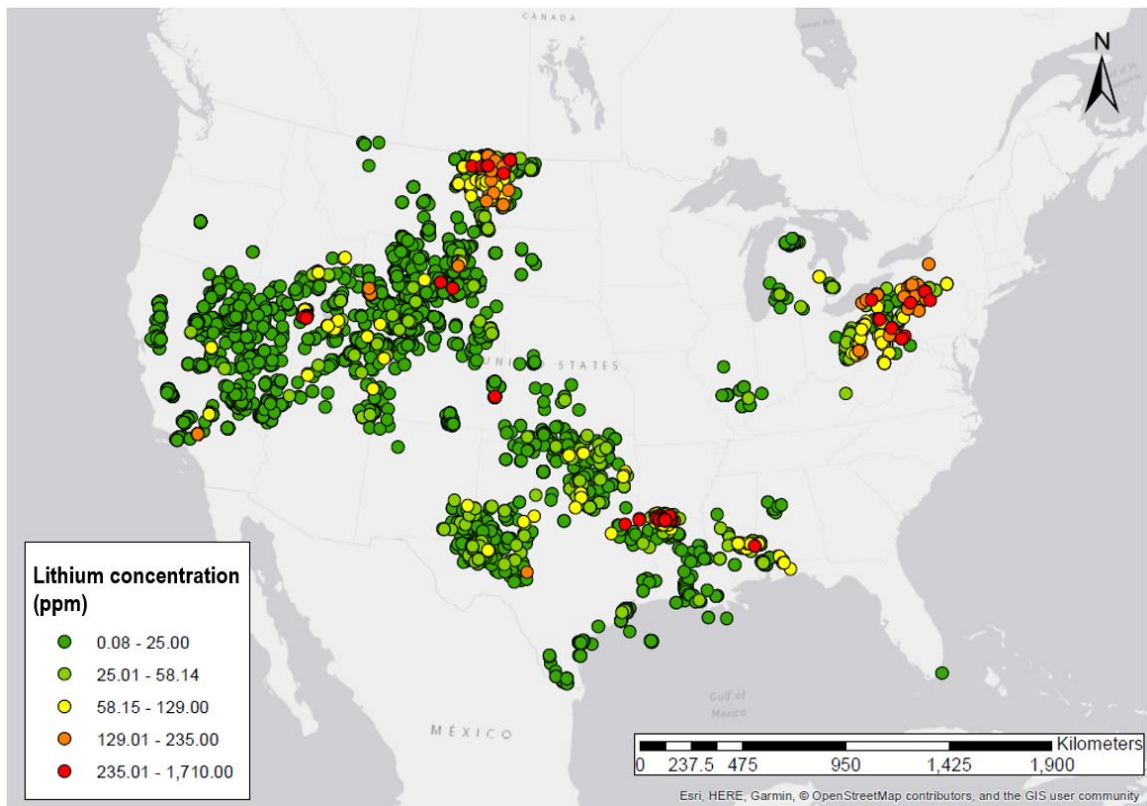 CANADA
N
UNITED STATES
Gulf of
Mexico
MÉXICO
Lithium concentration
(ppm)
0.08 - 25.00
25.01 - 58.14
58.15 - 129.00
129.01 - 235.00
235.01 - 1,710.00
Kilometers
0 237.5 475 950 1,425 1,900
Esri, HERE, Garmin, © OpenStreetMap contributors, and the GIS user community